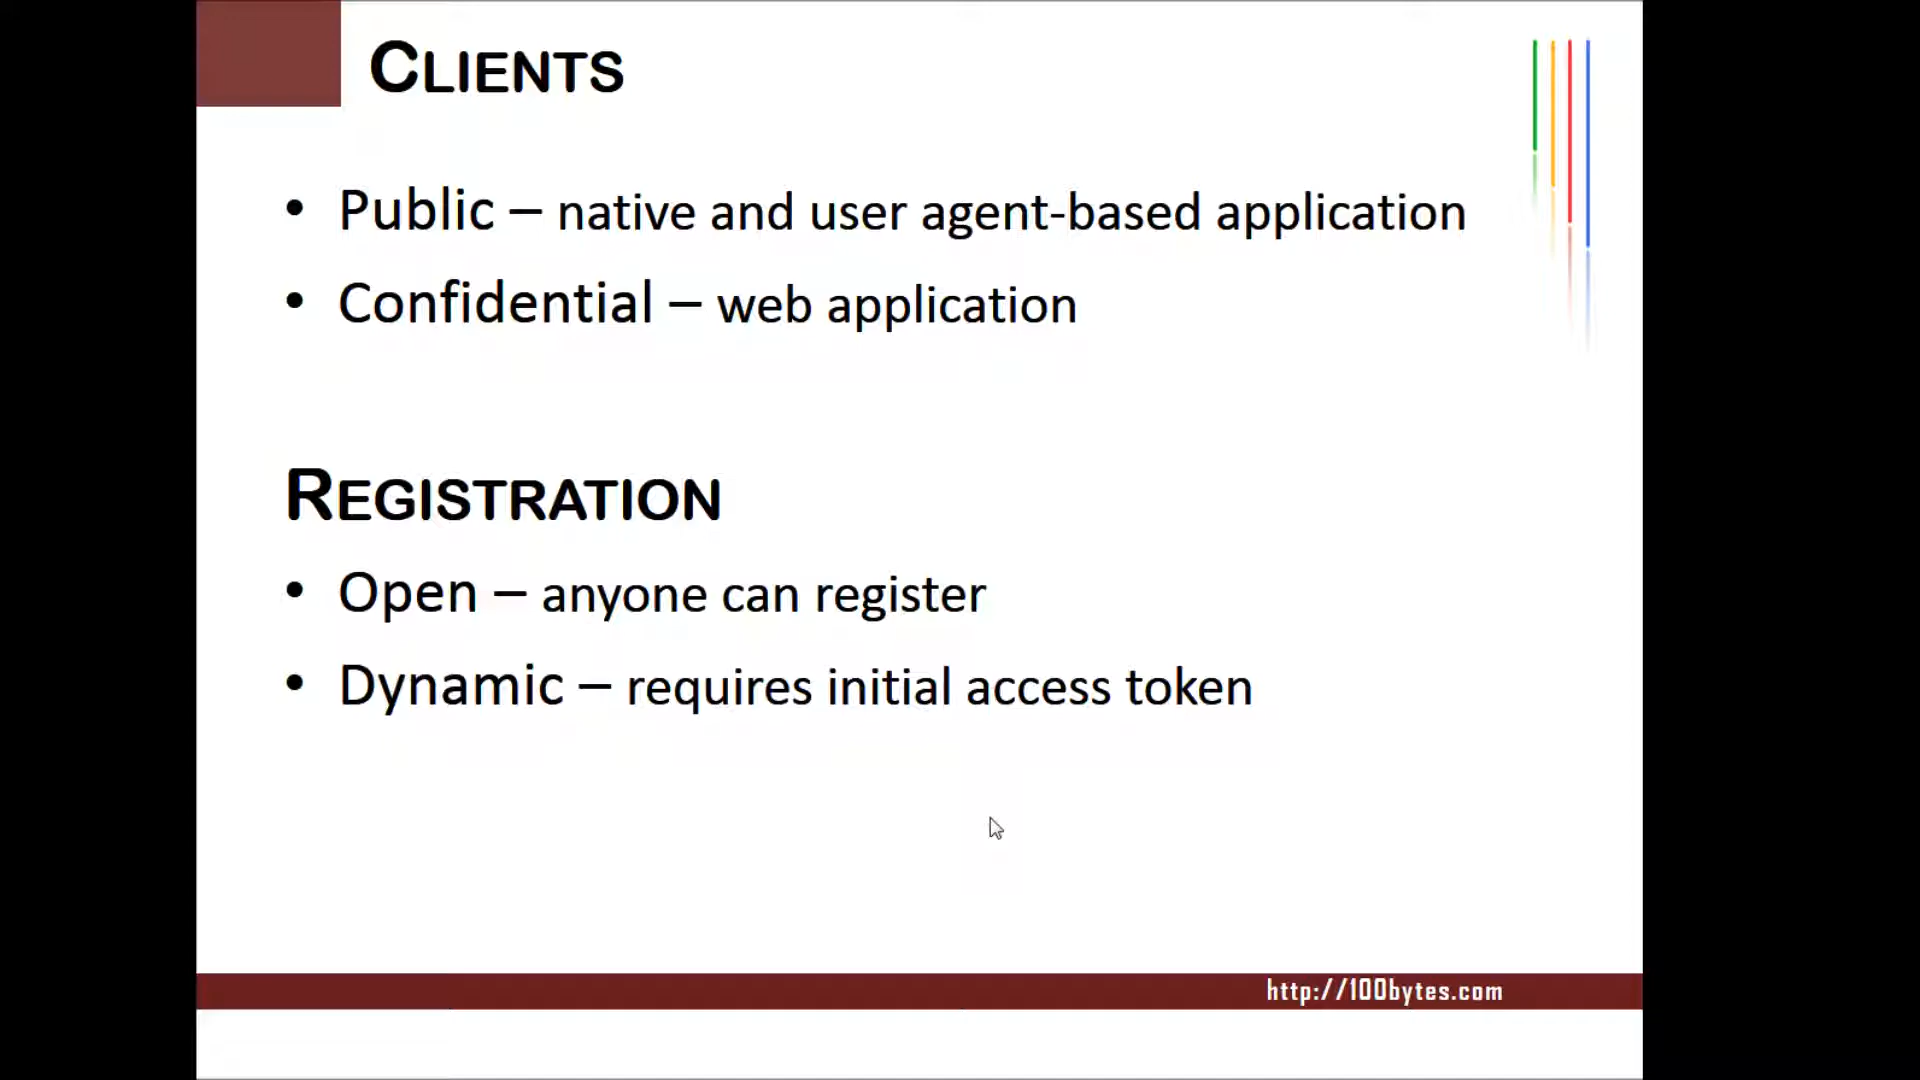 CLIENTS
• Public – native and user agent-based application
• Confidential – web application
REGISTRATION
• Open – anyone can register
• Dynamic – requires initial access token
http://100bytes.com